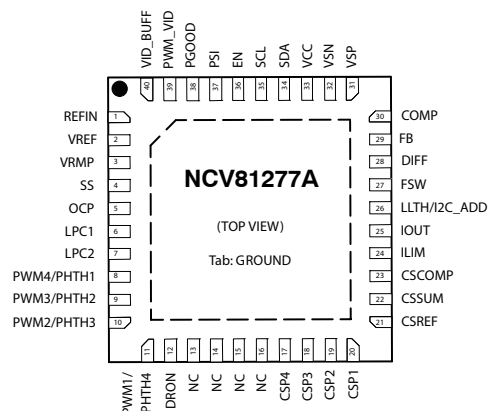 VID_BUFF
PWM_VID
PGOOD
PSI
EN
SCL
SDA
VCC
VSN
VSP
40
39
38
37
36
35
34
33
32
31
REFIN 1
VREF 2
VRMP 3
SS 4
OCP 5
LPC1 6
LPC2 7
PWM4/PHTH1 8
PWM3/PHTH2 9
PWM2/PHTH3 10
NCV81277A
(TOP VIEW)
Tab: GROUND
30 COMP
29 FB
28 DIFF
27 FSW
26 LLTH/I2C_ADD
25 IOUT
24 ILIM
23 CSCOMP
22 CSSUM
21 CSREF
11
12
13
14
15
16
17
18
19
20
PWM1/
PHTH4
DRON
NC
NC
NC
NC
CSP4
CSP3
CSP2
CSP1